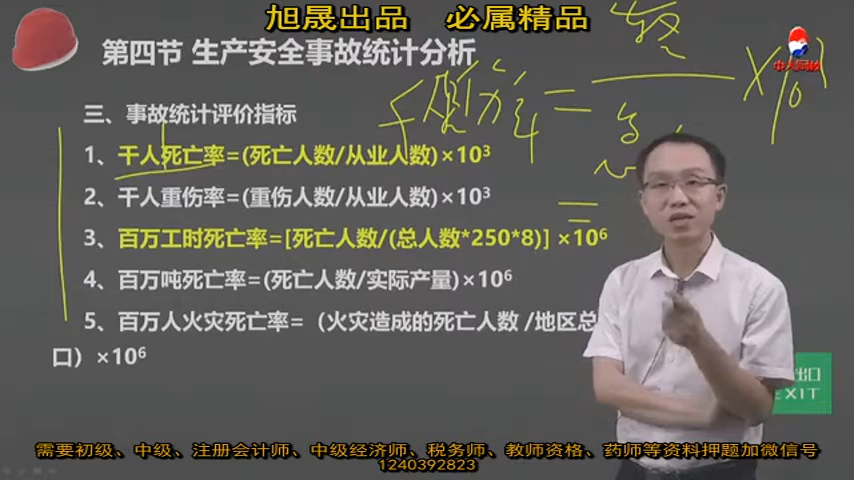 旭晟出品 必属精品
第四节 生产安全事故统计分析
三、事故统计评价指标
1、千人死亡率=(死亡人数/从业人数)×10³
2、千人重伤率=(重伤人数/从业人数)×10³
3、百万工时死亡率=[死亡人数/(总人数*250*8)] ×10⁶
4、百万吨死亡率=(死亡人数/实际产量)×10⁶
5、百万人火灾死亡率=（火灾造成的死亡人数 /地区总
口）×10⁶
出口
EXIT
需要初级、中级、注册会计师、中级经济师、税务师、教师资格、药师等资料押题加微信号
1240392823